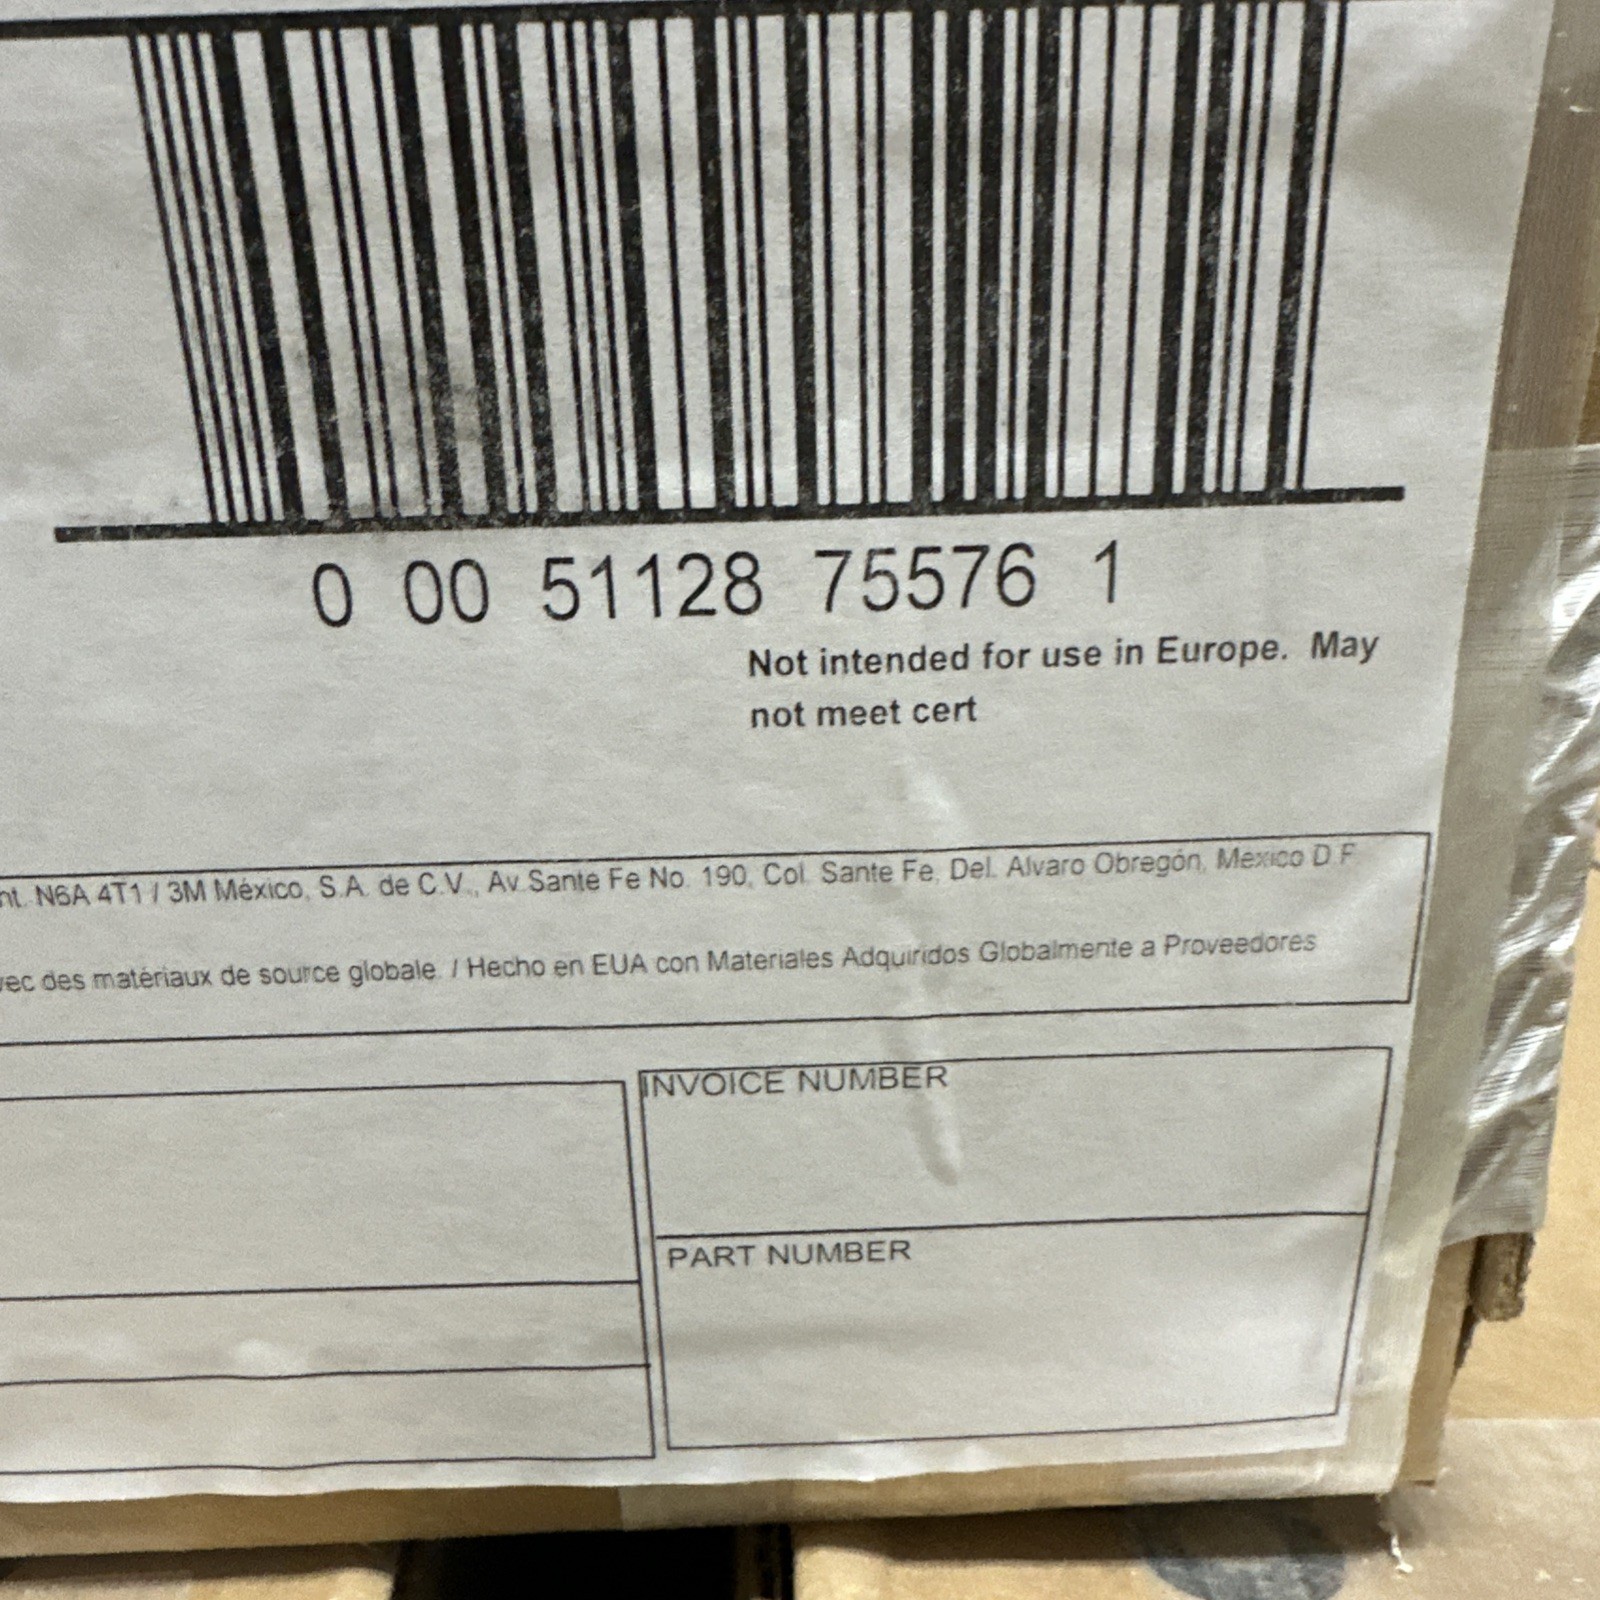 0 00 51128 75576 1
Not intended for use in Europe. May
not meet cert
N6A 4T1 / 3M México, S.A. de C.V., Av Sante Fe No. 190, Col. Sante Fe, Del. Alvaro Obregón, Mexico D.F.
des matériaux de source globale. / Hecho en EUA con Materiales Adquiridos Globalmente a Proveedores
INVOICE NUMBER
PART NUMBER